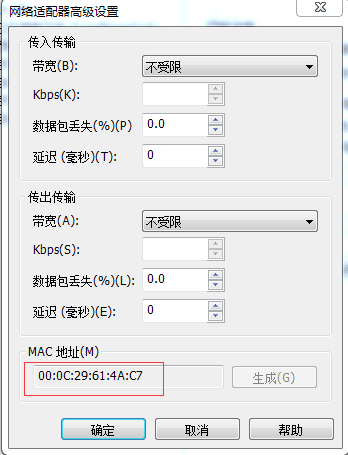 网络适配器高级设置
传入传输
带宽(B): 不受限
Kbps(K):
数据包丢失(%)(P) 0.0
延迟 (毫秒)(T): 0
传出传输
带宽(A): 不受限
Kbps(S):
数据包丢失(%)(L): 0.0
延迟 (毫秒)(E): 0
MAC 地址(M)
00:0C:29:61:4A:C7 生成(G)
确定 取消 帮助